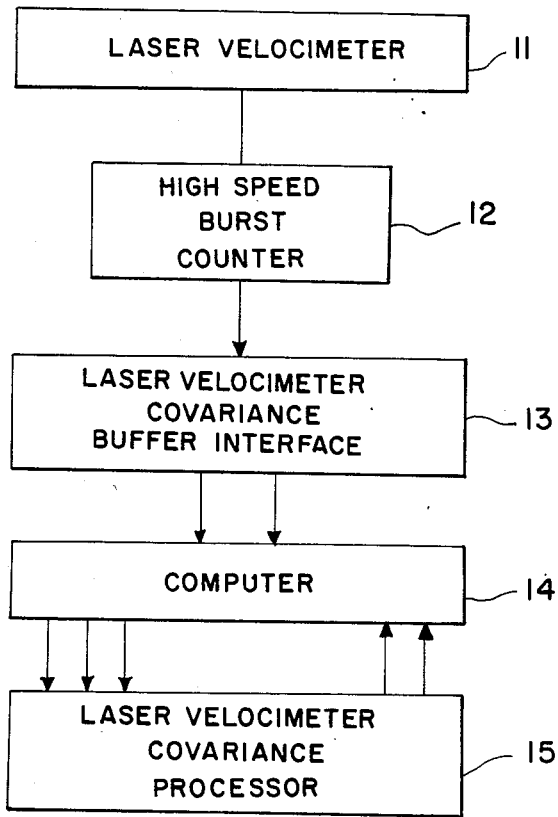 LASER VELOCIMETER
11
HIGH SPEED
BURST
COUNTER
12
LASER VELOCIMETER
COVARIANCE
BUFFER INTERFACE
13
COMPUTER
14
LASER VELOCIMETER
COVARIANCE
PROCESSOR
15